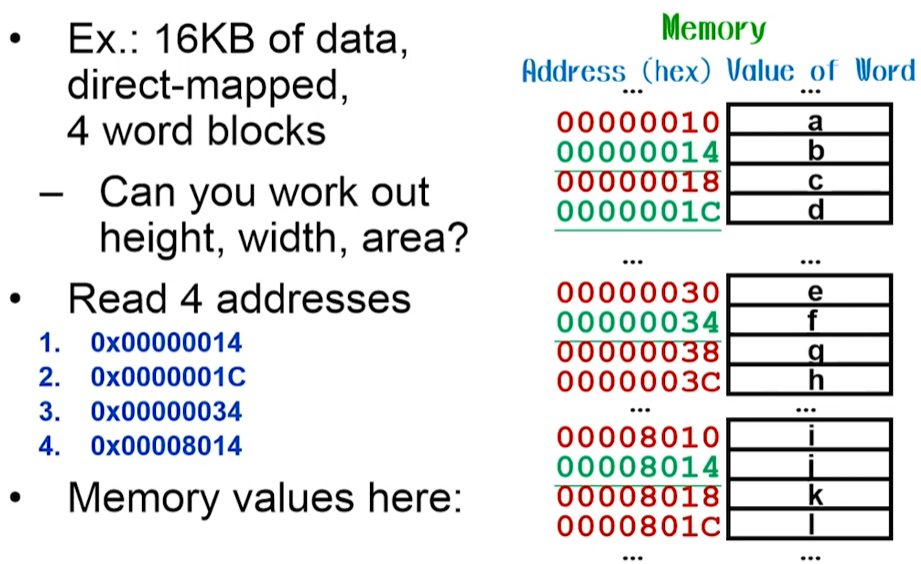 • Ex.: 16KB of data,
direct-mapped,
4 word blocks
– Can you work out
height, width, area?
• Read 4 addresses
1. 0x00000014
2. 0x0000001C
3. 0x00000034
4. 0x00008014
• Memory values here:
Memory
Address (hex) Value of Word
... ...
00000010 a
00000014 b
00000018 c
0000001C d
... ...
00000030 e
00000034 f
00000038 g
0000003C h
... ...
00008010 i
00008014 j
00008018 k
0000801C l
... ...